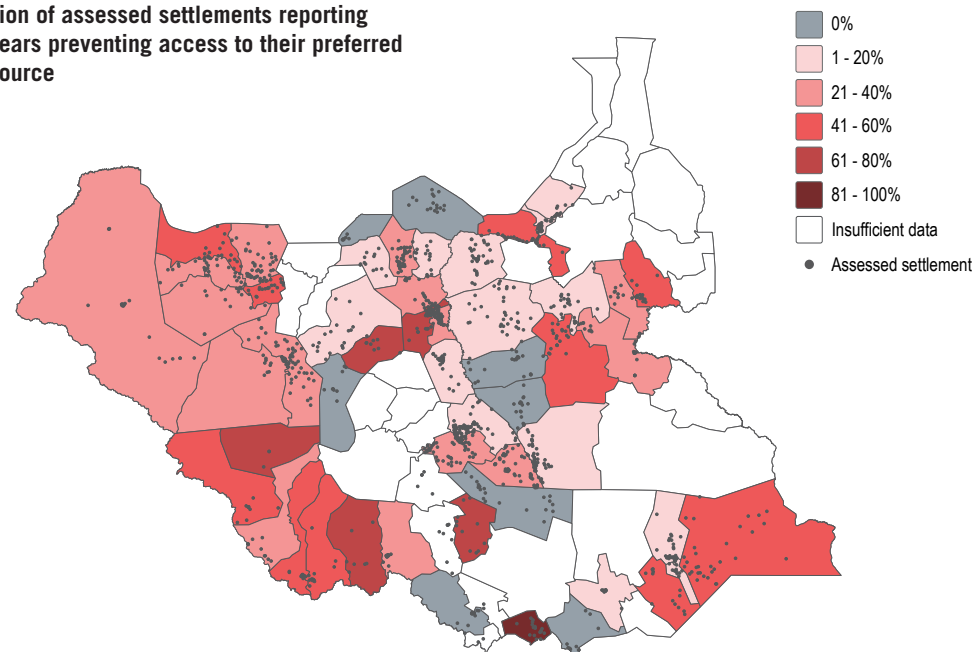 ion of assessed settlements reporting
ears preventing access to their preferred
ource
0%
1 - 20%
21 - 40%
41 - 60%
61 - 80%
81 - 100%
Insufficient data
Assessed settlement